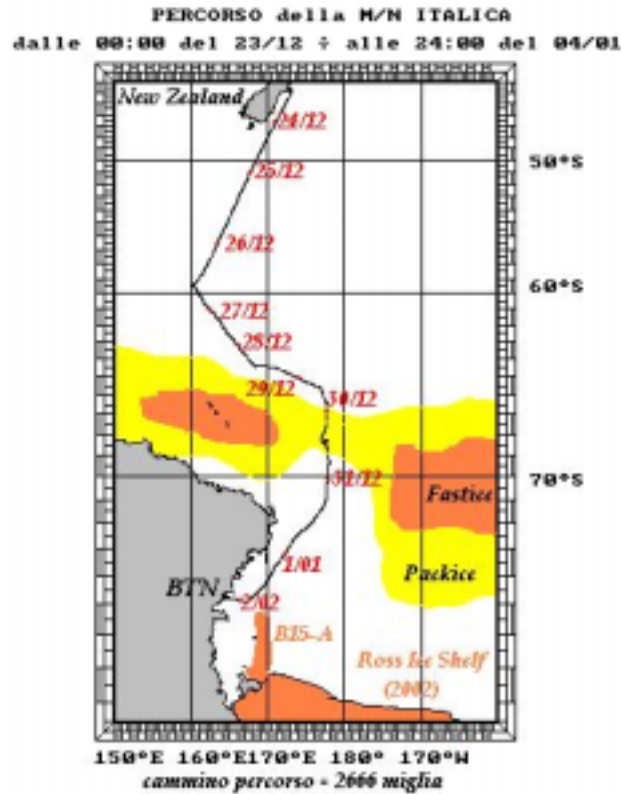 PERCORSO della M/N ITALICA
dalle 00:00 del 23/12 ÷ alle 24:00 del 04/01
New Zealand
24/12
25/12
50°S
26/12
60°S
27/12
28/12
29/12
30/12
31/12
70°S
Fastice
1/01
Packice
BTN
2/02
B15-A
Ross Ice Shelf
(2002)
150°E 160°E 170°E 180° 170°W
cammino percorso = 2666 miglia